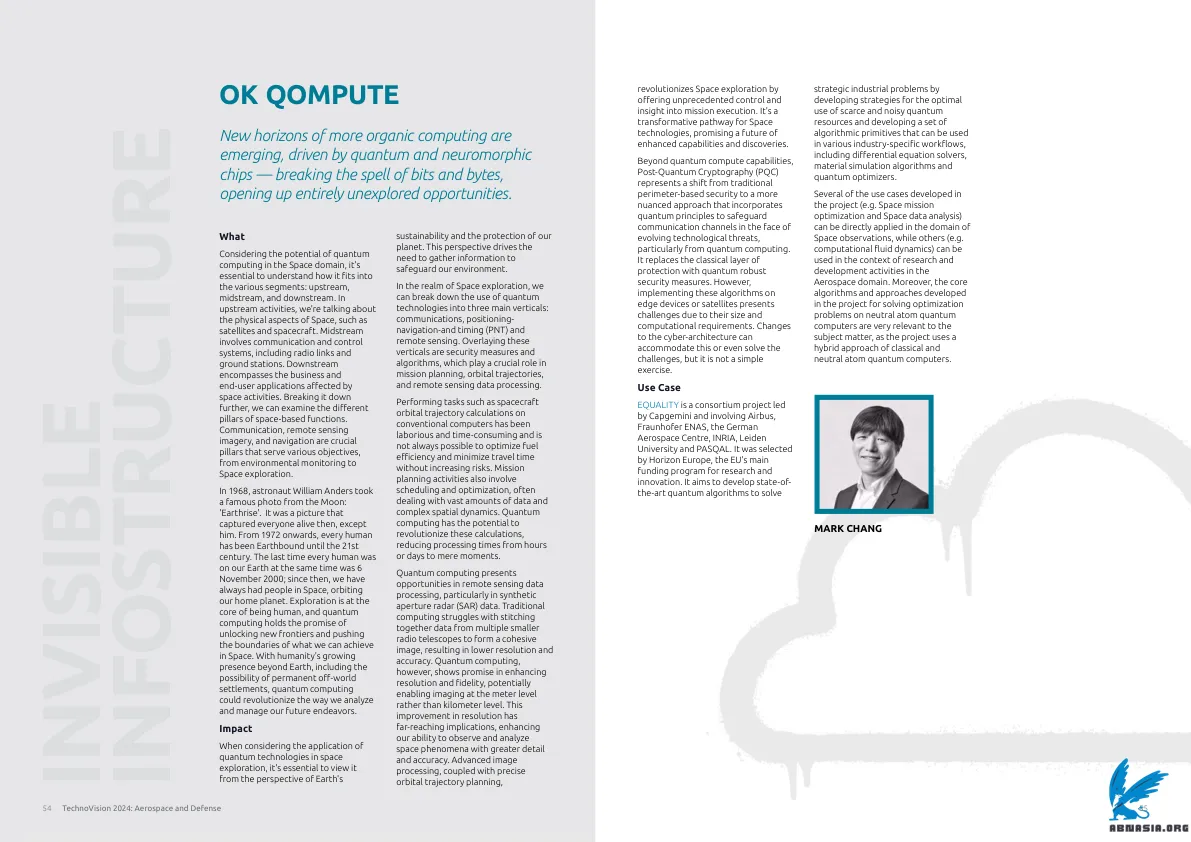 INVISIBLE
INFOSTRUCTURE
OK QOMPUTE
New horizons of more organic computing are
emerging, driven by quantum and neuromorphic
chips — breaking the spell of bits and bytes,
opening up entirely unexplored opportunities.
What
Considering the potential of quantum
computing in the Space domain, it's
essential to understand how it fits into
the various segments: upstream,
midstream, and downstream. In
upstream activities, we're talking about
the physical aspects of Space, such as
satellites and spacecraft. Midstream
involves communication and control
systems, including radio links and
ground stations. Downstream
encompasses the business and
end-user applications affected by
space activities. Breaking it down
further, we can examine the different
pillars of space-based functions.
Communication, remote sensing
imagery, and navigation are crucial
pillars that serve various objectives,
from environmental monitoring to
Space exploration.
In 1968, astronaut William Anders took
a famous photo from the Moon:
'Earthrise'. It was a picture that
captured everyone alive then, except
him. From 1972 onwards, every human
has been Earthbound until the 21st
century. The last time every human was
on our Earth at the same time was 6
November 2000; since then, we have
always had people in Space, orbiting
our home planet. Exploration is at the
core of being human, and quantum
computing holds the promise of
unlocking new frontiers and pushing
the boundaries of what we can achieve
in Space. With humanity's growing
presence beyond Earth, including the
possibility of permanent off-world
settlements, quantum computing
could revolutionize the way we analyze
and manage our future endeavors.
Impact
When considering the application of
quantum technologies in space
exploration, it's essential to view it
from the perspective of Earth's
sustainability and the protection of our
planet. This perspective drives the
need to gather information to
safeguard our environment.
In the realm of Space exploration, we
can break down the use of quantum
technologies into three main verticals:
communications, positioning-
navigation-and timing (PNT) and
remote sensing. Overlaying these
verticals are security measures and
algorithms, which play a crucial role in
mission planning, orbital trajectories,
and remote sensing data processing.
Performing tasks such as spacecraft
orbital trajectory calculations on
conventional computers has been
laborious and time-consuming and is
not always possible to optimize fuel
efficiency and minimize travel time
without increasing risks. Mission
planning activities also involve
scheduling and optimization, often
dealing with vast amounts of data and
complex spatial dynamics. Quantum
computing has the potential to
revolutionize these calculations,
reducing processing times from hours
or days to mere moments.
Quantum computing presents
opportunities in remote sensing data
processing, particularly in synthetic
aperture radar (SAR) data. Traditional
computing struggles with stitching
together data from multiple smaller
radio telescopes to form a cohesive
image, resulting in lower resolution and
accuracy. Quantum computing,
however, shows promise in enhancing
resolution and fidelity, potentially
enabling imaging at the meter level
rather than kilometer level. This
improvement in resolution has
far-reaching implications, enhancing
our ability to observe and analyze
space phenomena with greater detail
and accuracy. Advanced image
processing, coupled with precise
orbital trajectory planning,
54 TechnoVision 2024: Aerospace and Defense
revolutionizes Space exploration by
offering unprecedented control and
insight into mission execution. It's a
transformative pathway for Space
technologies, promising a future of
enhanced capabilities and discoveries.
Beyond quantum compute capabilities,
Post-Quantum Cryptography (PQC)
represents a shift from traditional
perimeter-based security to a more
nuanced approach that incorporates
quantum principles to safeguard
communication channels in the face of
evolving technological threats,
particularly from quantum computing.
It replaces the classical layer of
protection with quantum robust
security measures. However,
implementing these algorithms on
edge devices or satellites presents
challenges due to their size and
computational requirements. Changes
to the cyber-architecture can
accommodate this or even solve the
challenges, but it is not a simple
exercise.
Use Case
EQUALITY is a consortium project led
by Capgemini and involving Airbus,
Fraunhofer ENAS, the German
Aerospace Centre, INRIA, Leiden
University and PASQAL. It was selected
by Horizon Europe, the EU's main
funding program for research and
innovation. It aims to develop state-of-
the-art quantum algorithms to solve
strategic industrial problems by
developing strategies for the optimal
use of scarce and noisy quantum
resources and developing a set of
algorithmic primitives that can be used
in various industry-specific workflows,
including differential equation solvers,
material simulation algorithms and
quantum optimizers.
Several of the use cases developed in
the project (e.g. Space mission
optimization and Space data analysis)
can be directly applied in the domain of
Space observations, while others (e.g.
computational fluid dynamics) can be
used in the context of research and
development activities in the
Aerospace domain. Moreover, the core
algorithms and approaches developed
in the project for solving optimization
problems on neutral atom quantum
computers are very relevant to the
subject matter, as the project uses a
hybrid approach of classical and
neutral atom quantum computers.
MARK CHANG
ABNASIA.ORG